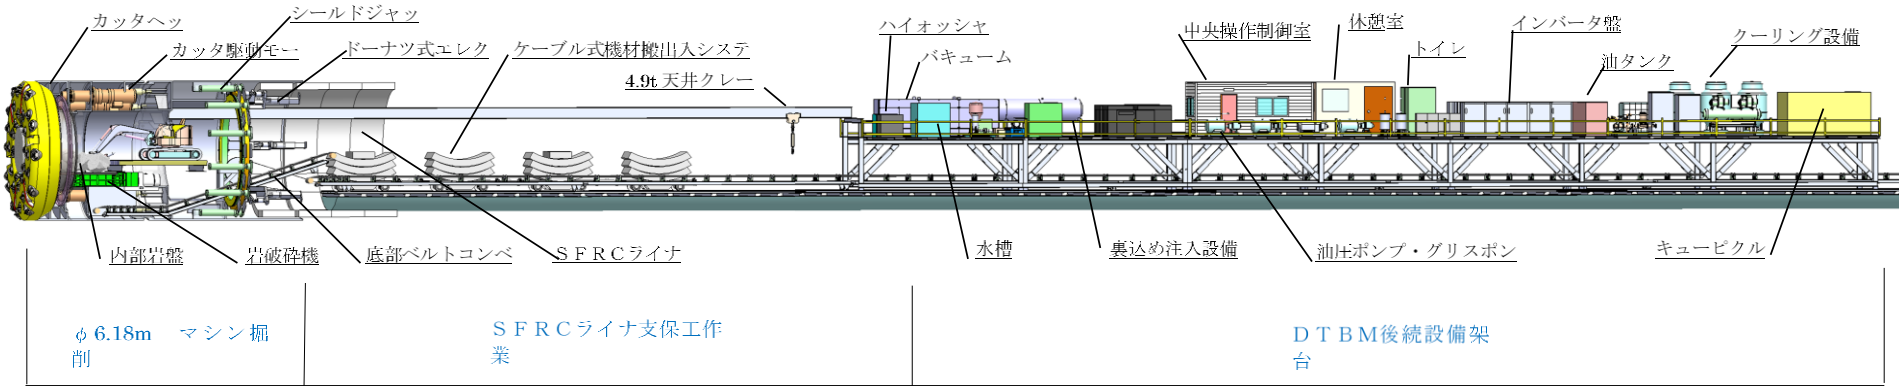 カッタヘッ
シールドジャッ
カッタ駆動モー
ドーナツ式エレク
ケーブル式機材搬出入システ
4.9t 天井クレー
ハイオッシャ
バキューム
中央操作制御室
休憩室
トイレ
インバータ盤
油タンク
クーリング設備
内部岩盤
岩破砕機
底部ベルトコンベ
ＳＦＲＣライナ
水槽
裏込め注入設備
油圧ポンプ・グリスポン
キュービクル
φ 6.18m　マシン掘
削
ＳＦＲＣライナ支保工作
業
ＤＴＢＭ後続設備架
台